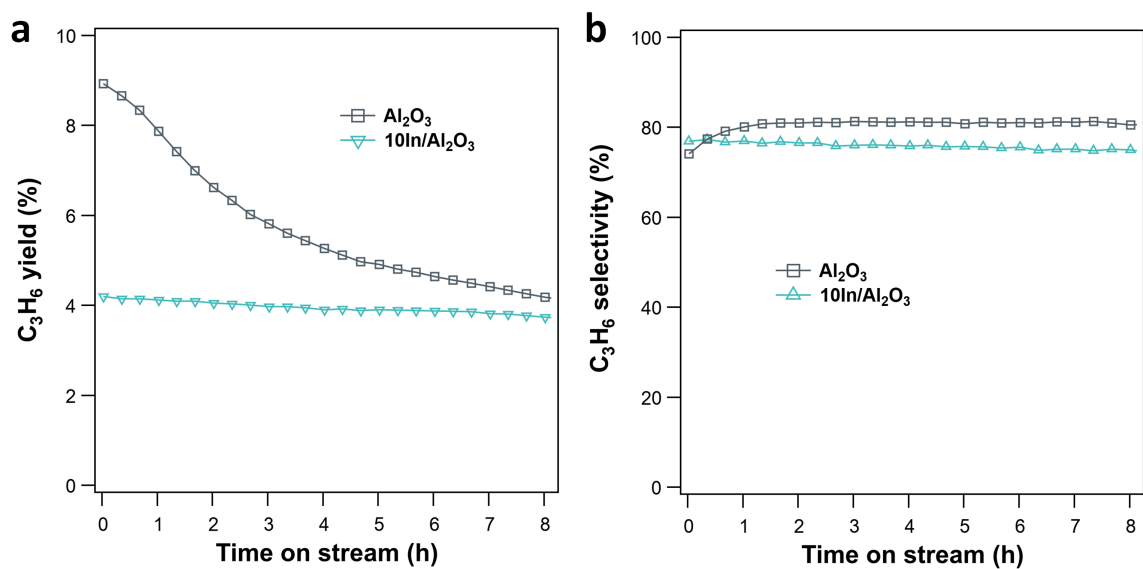 a
C₃H₆ yield (%)
10
8
6
4
2
0
Al₂O₃
10In/Al₂O₃
0 1 2 3 4 5 6 7 8
Time on stream (h)
b
C₃H₆ selectivity (%)
100
80
60
40
20
0
Al₂O₃
10In/Al₂O₃
0 1 2 3 4 5 6 7 8
Time on stream (h)